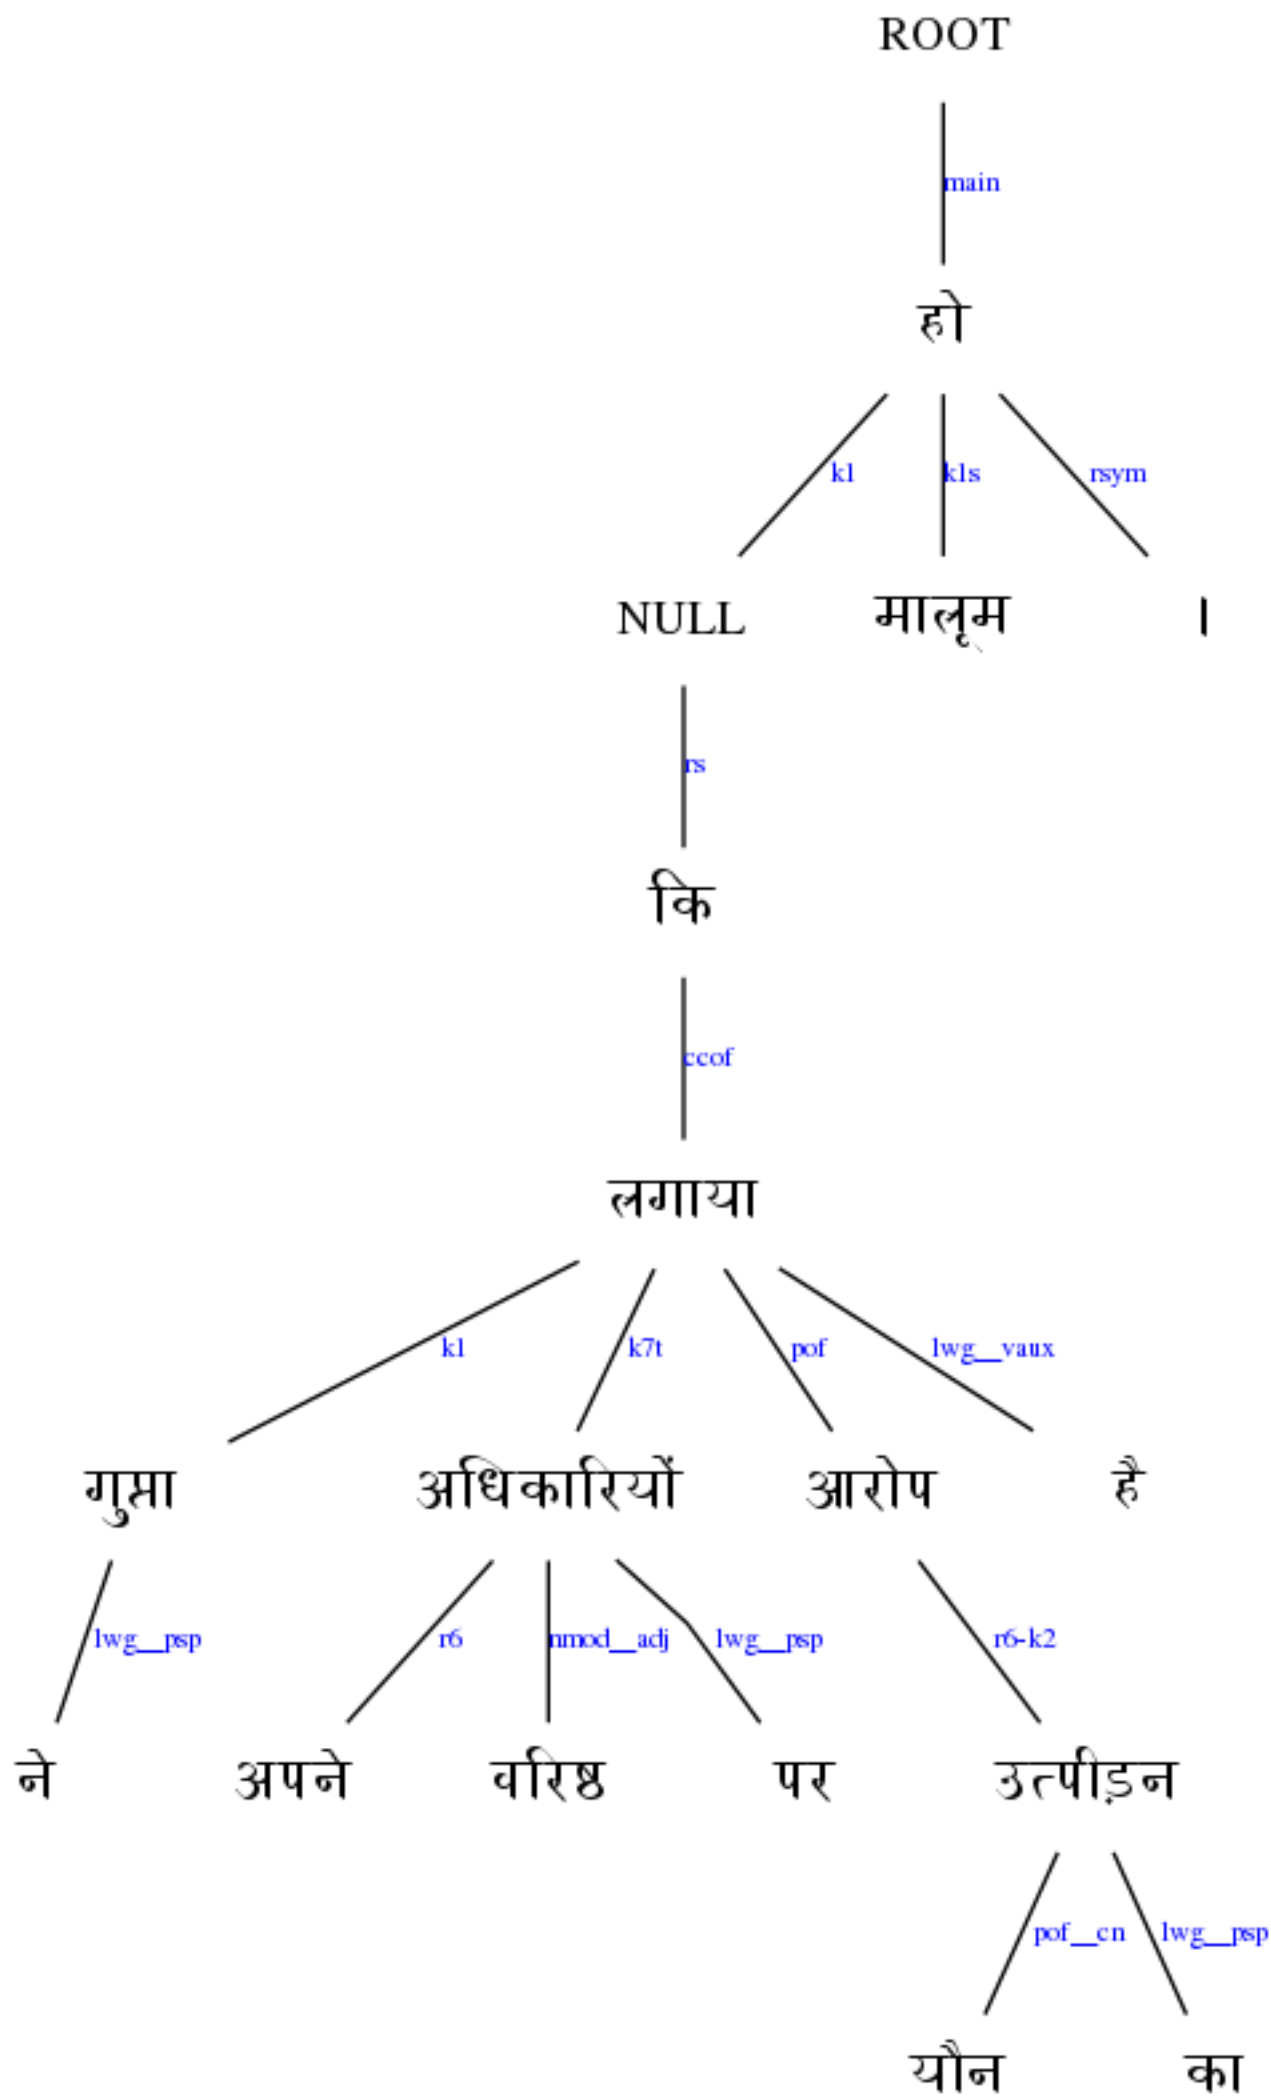 ROOT
main
हो
k1 k1s rsym
NULL मालूम ।
rs
कि
ccof
लगाया
k1 k7t pof lwg__vaux
गुप्ता अधिकारियों आरोप है
lwg__psp r6 nmod__adj lwg__psp r6-k2
ने अपने वरिष्ठ पर उत्पीड़न
pof__cn lwg__psp
यौन का